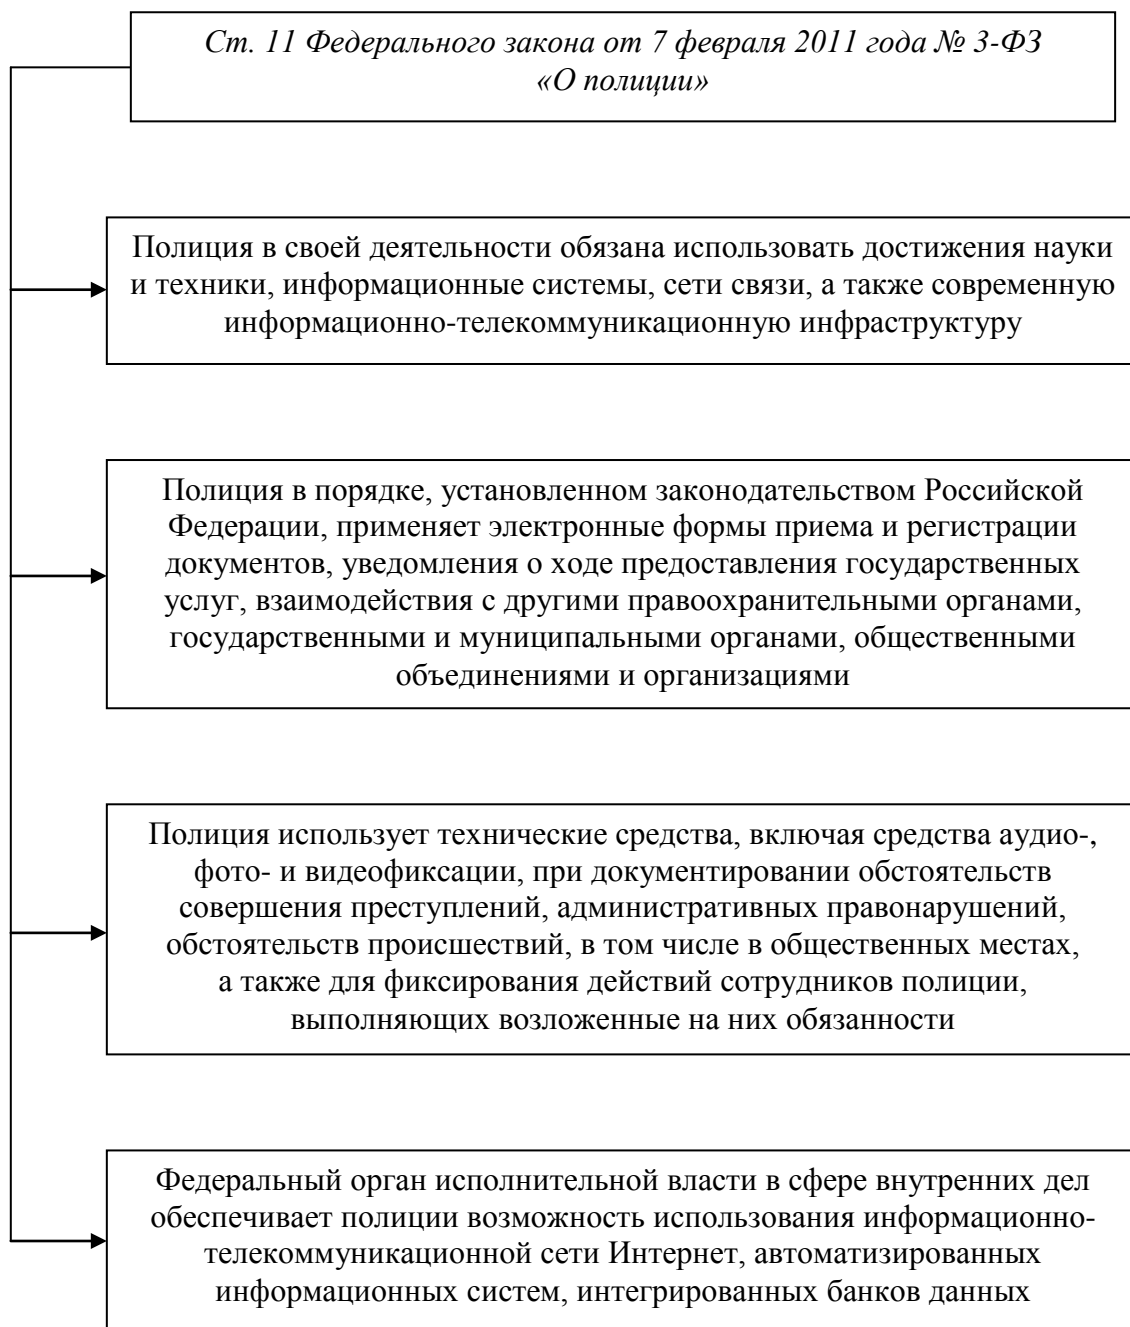 Ст. 11 Федерального закона от 7 февраля 2011 года № 3-ФЗ
«О полиции»
Полиция в своей деятельности обязана использовать достижения науки
и техники, информационные системы, сети связи, а также современную
информационно-телекоммуникационную инфраструктуру
Полиция в порядке, установленном законодательством Российской
Федерации, применяет электронные формы приема и регистрации
документов, уведомления о ходе предоставления государственных
услуг, взаимодействия с другими правоохранительными органами,
государственными и муниципальными органами, общественными
объединениями и организациями
Полиция использует технические средства, включая средства аудио-,
фото- и видеофиксации, при документировании обстоятельств
совершения преступлений, административных правонарушений,
обстоятельств происшествий, в том числе в общественных местах,
а также для фиксирования действий сотрудников полиции,
выполняющих возложенные на них обязанности
Федеральный орган исполнительной власти в сфере внутренних дел
обеспечивает полиции возможность использования информационно-
телекоммуникационной сети Интернет, автоматизированных
информационных систем, интегрированных банков данных